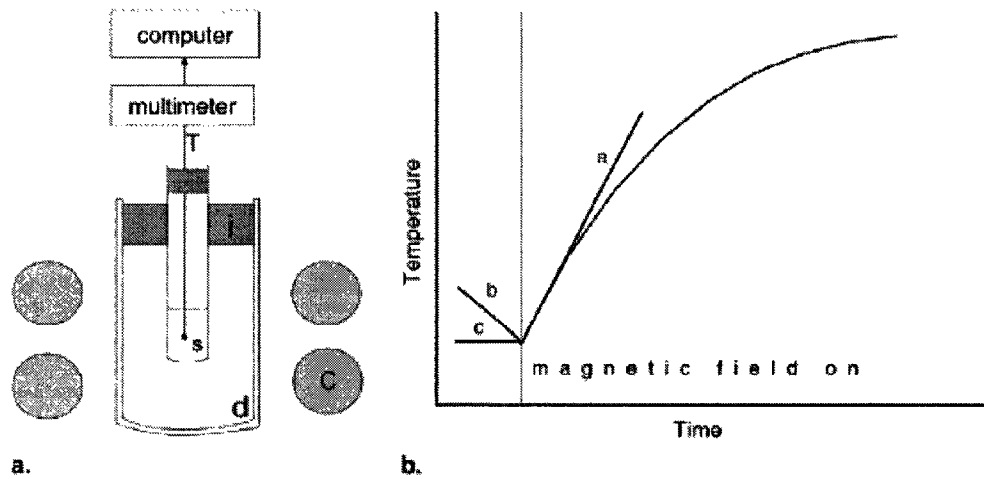 computer
multimeter
T
i
s
C
d
a.
Temperature
a
b
c
magnetic field on
Time
b.